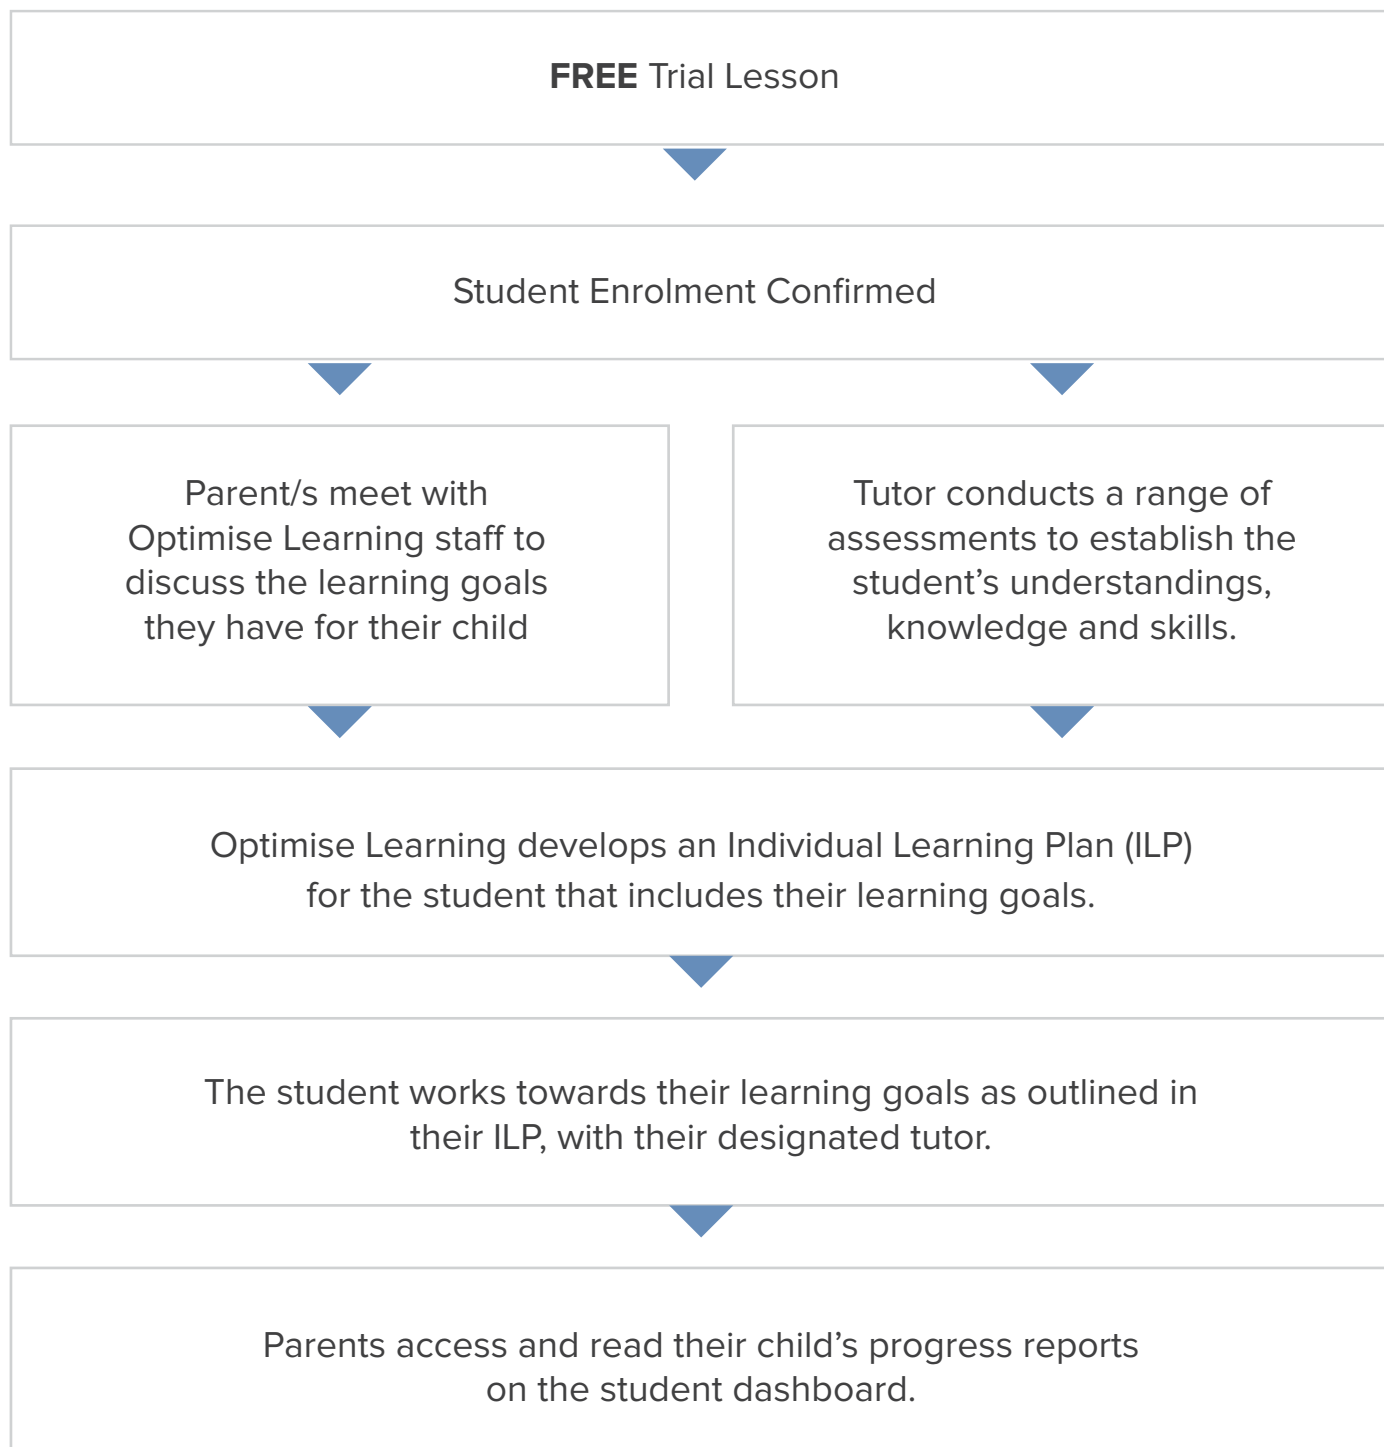 FREE Trial Lesson
Student Enrolment Confirmed
Parent/s meet with
Optimise Learning staff to
discuss the learning goals
they have for their child
Tutor conducts a range of
assessments to establish the
student’s understandings,
knowledge and skills.
Optimise Learning develops an Individual Learning Plan (ILP)
for the student that includes their learning goals.
The student works towards their learning goals as outlined in
their ILP, with their designated tutor.
Parents access and read their child’s progress reports
on the student dashboard.